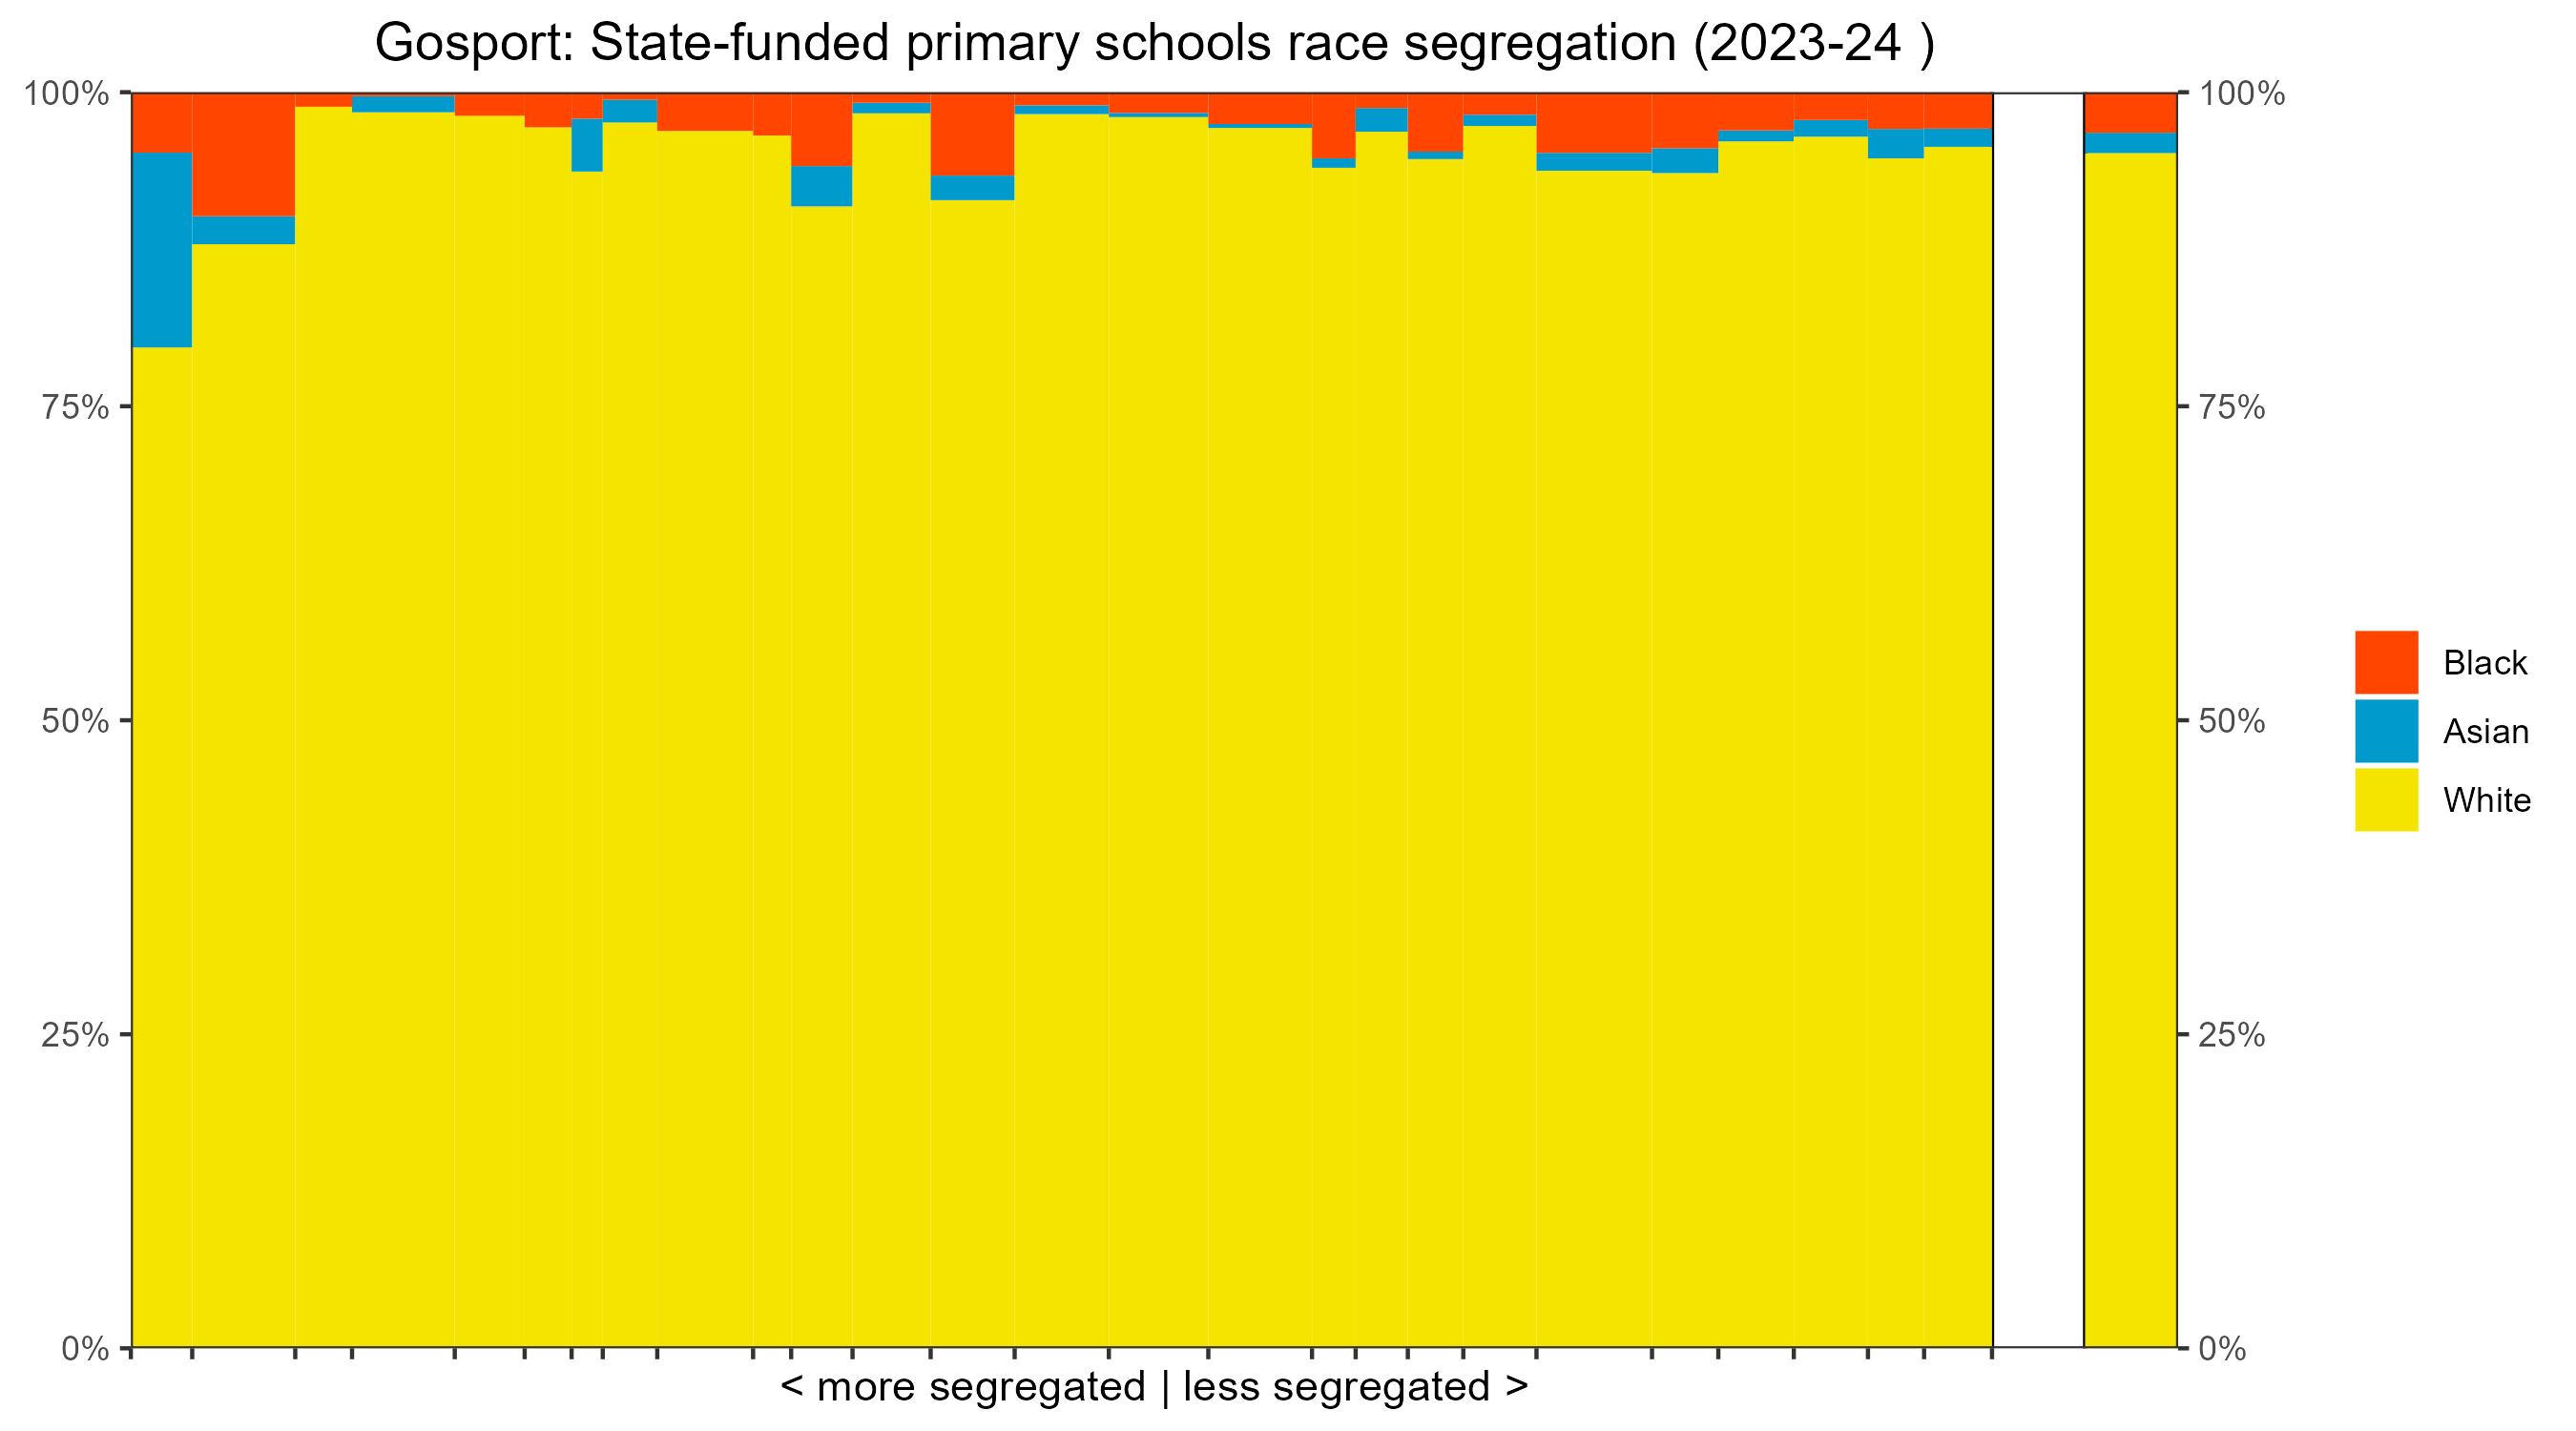 Gosport: State-funded primary schools race segregation (2023-24 )
100%
75%
50%
25%
0%
100%
75%
50%
25%
0%
Black
Asian
White
< more segregated | less segregated >